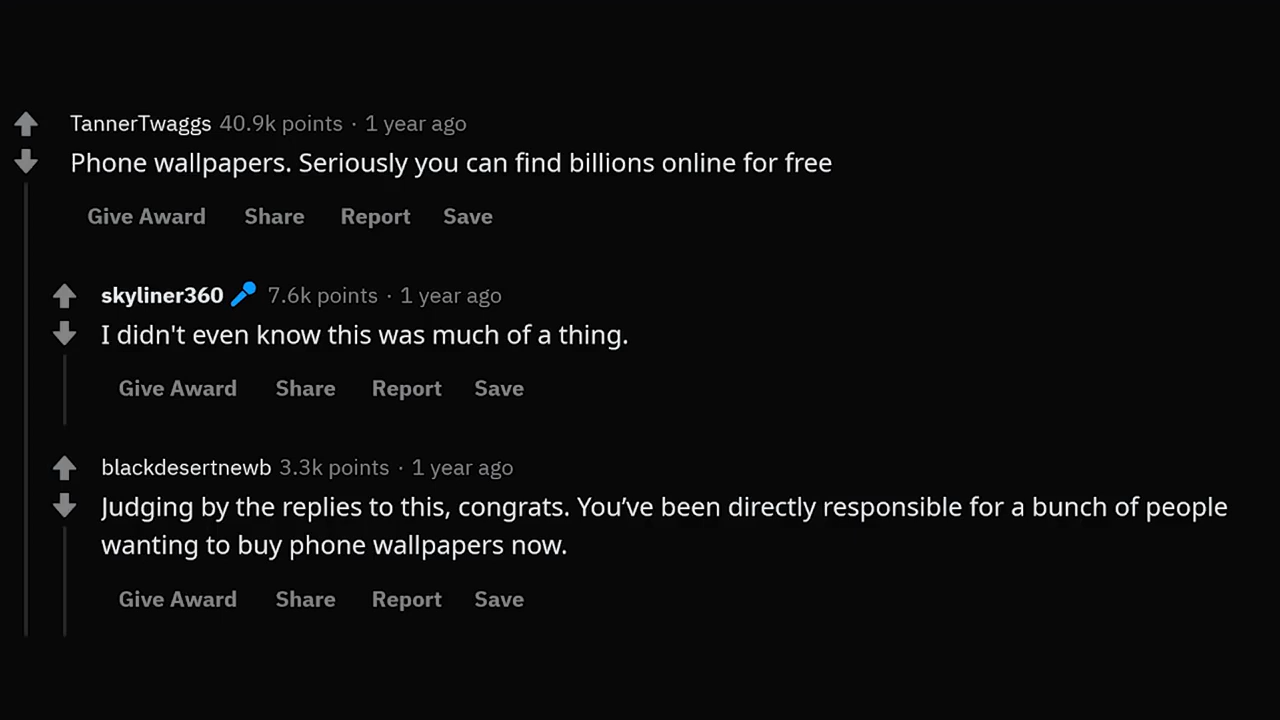 TannerTwaggs 40.9k points · 1 year ago
Phone wallpapers. Seriously you can find billions online for free
Give Award Share Report Save
skyliner360 🎤 7.6k points · 1 year ago
I didn't even know this was much of a thing.
Give Award Share Report Save
blackdesertnewb 3.3k points · 1 year ago
Judging by the replies to this, congrats. You’ve been directly responsible for a bunch of people
wanting to buy phone wallpapers now.
Give Award Share Report Save